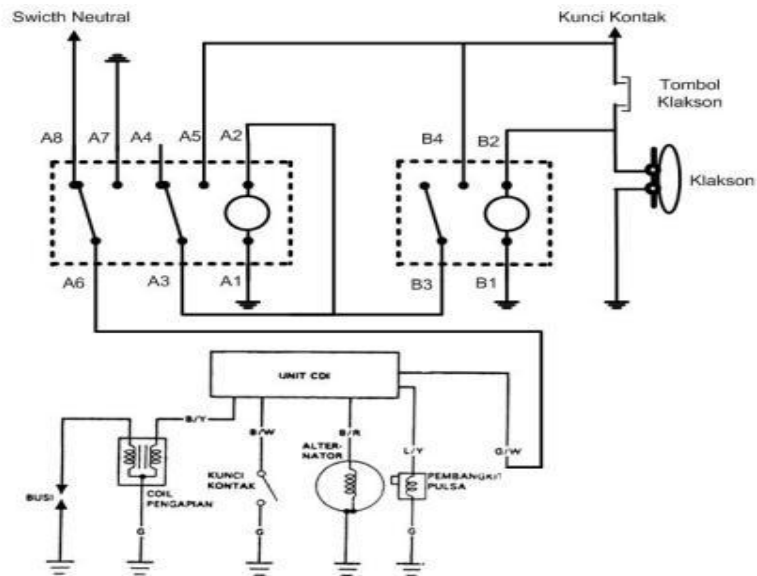 Swicth Neutral
Kunci Kontak
Tombol
Klakson
A8
A7
A4
A5
A2
B4
B2
Klakson
A6
A3
A1
B3
B1
UNIT CDI
B/Y
B/W
B/R
L/Y
G/W
ALTER-
NATOR
KUNCI
KONTAK
PEMBANGKIT
PULSA
BUSI
COIL
PENGAPIAN
G
G
G